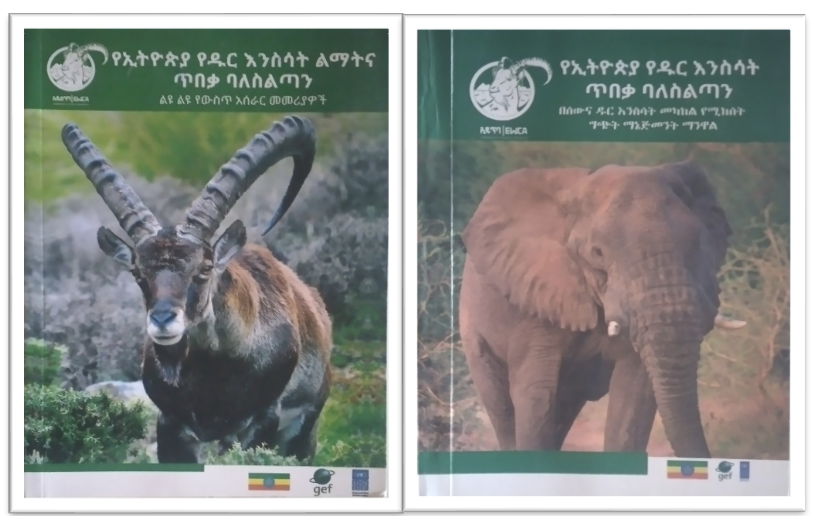 የኢትዮጵያ የዱር እንስሳት ልማትና
ጥበቃ ባለስልጣን
ልዩ ልዩ የውስጥ አሰራር መመሪያዎች
gef
የኢትዮጵያ የዱር እንስሳት
ጥበቃ ባለስልጣን
በሰውና ዱር እንስሳት መካከል የሚከሰት
ግጭት ማኔጅመንት ማንዋል
gef